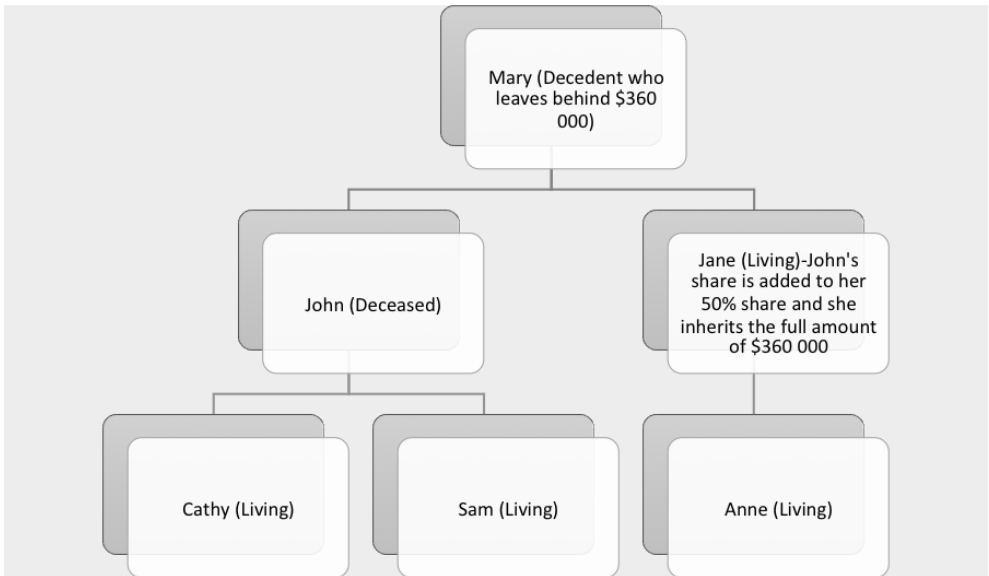 Mary (Decedent who
leaves behind $360
000)
John (Deceased)
Jane (Living)-John's
share is added to her
50% share and she
inherits the full amount
of $360 000
Cathy (Living)
Sam (Living)
Anne (Living)